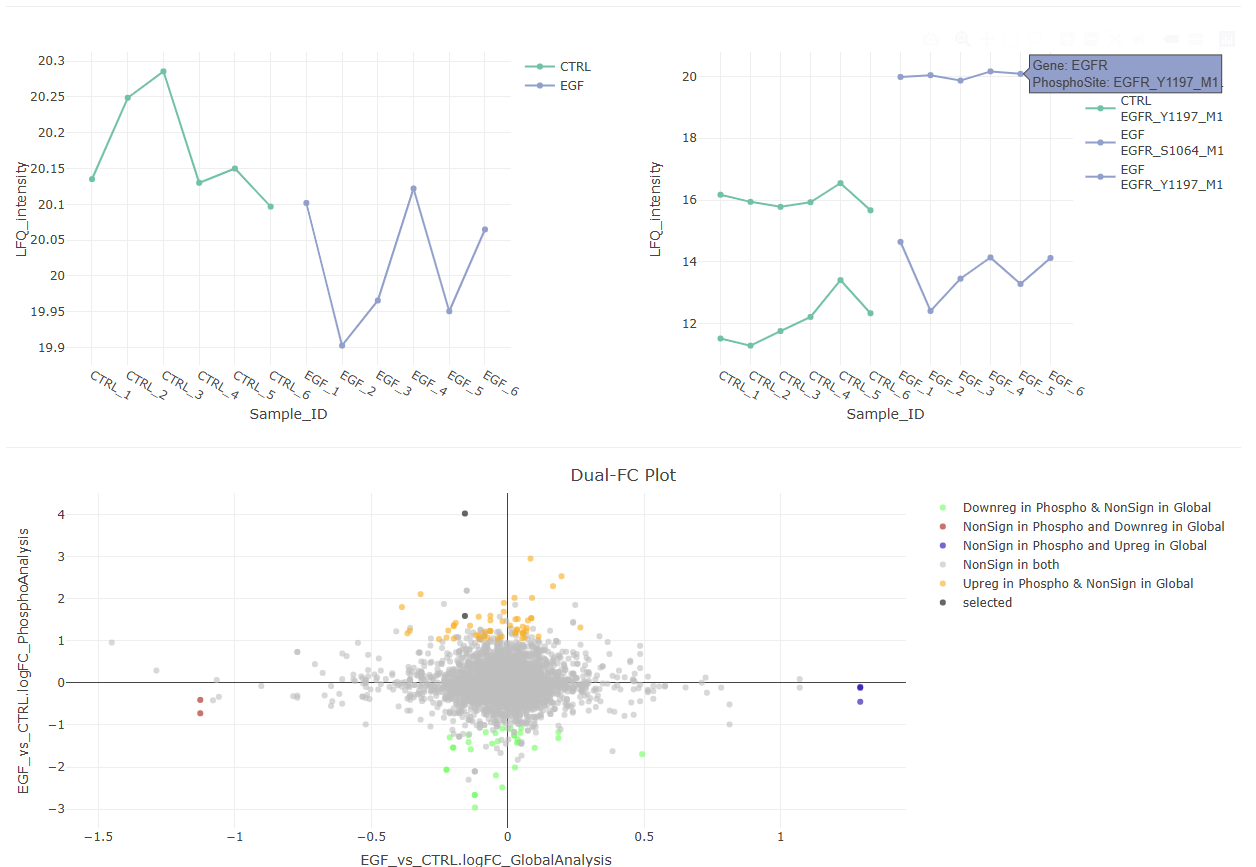 20.3
20.25
20.2
20.15
20.1
20.05
20
19.95
19.9
LFQ_intensity
CTRL_1
CTRL_2
CTRL_3
CTRL_4
CTRL_5
CTRL_6
EGF_1
EGF_2
EGF_3
EGF_4
EGF_5
EGF_6
Sample_ID
CTRL
EGF
20
18
16
14
12
LFQ_intensity
CTRL_1
CTRL_2
CTRL_3
CTRL_4
CTRL_5
CTRL_6
EGF_1
EGF_2
EGF_3
EGF_4
EGF_5
EGF_6
Sample_ID
Gene: EGFR
PhosphoSite: EGFR_Y1197_M1
CTRL
EGFR_Y1197_M1
EGF
EGFR_S1064_M1
EGF
EGFR_Y1197_M1
Dual-FC Plot
4
3
2
1
0
−1
−2
−3
EGF_vs_CTRL.logFC_PhosphoAnalysis
−1.5
−1
−0.5
0
0.5
1
EGF_vs_CTRL.logFC_GlobalAnalysis
Downreg in Phospho & NonSign in Global
NonSign in Phospho and Downreg in Global
NonSign in Phospho and Upreg in Global
NonSign in both
Upreg in Phospho & NonSign in Global
selected